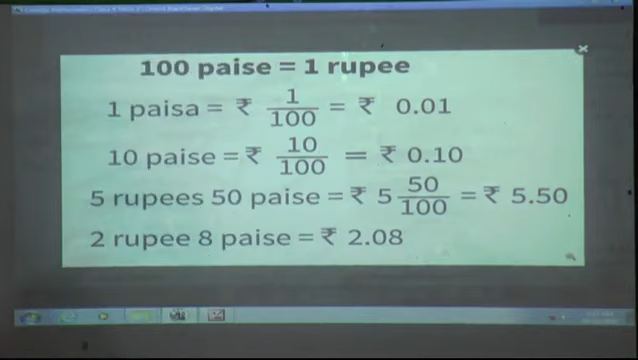 100 paise = 1 rupee
1 paisa = ₹ 1/100 = ₹ 0.01
10 paise = ₹ 10/100 = ₹ 0.10
5 rupees 50 paise = ₹ 5 50/100 = ₹ 5.50
2 rupee 8 paise = ₹ 2.08